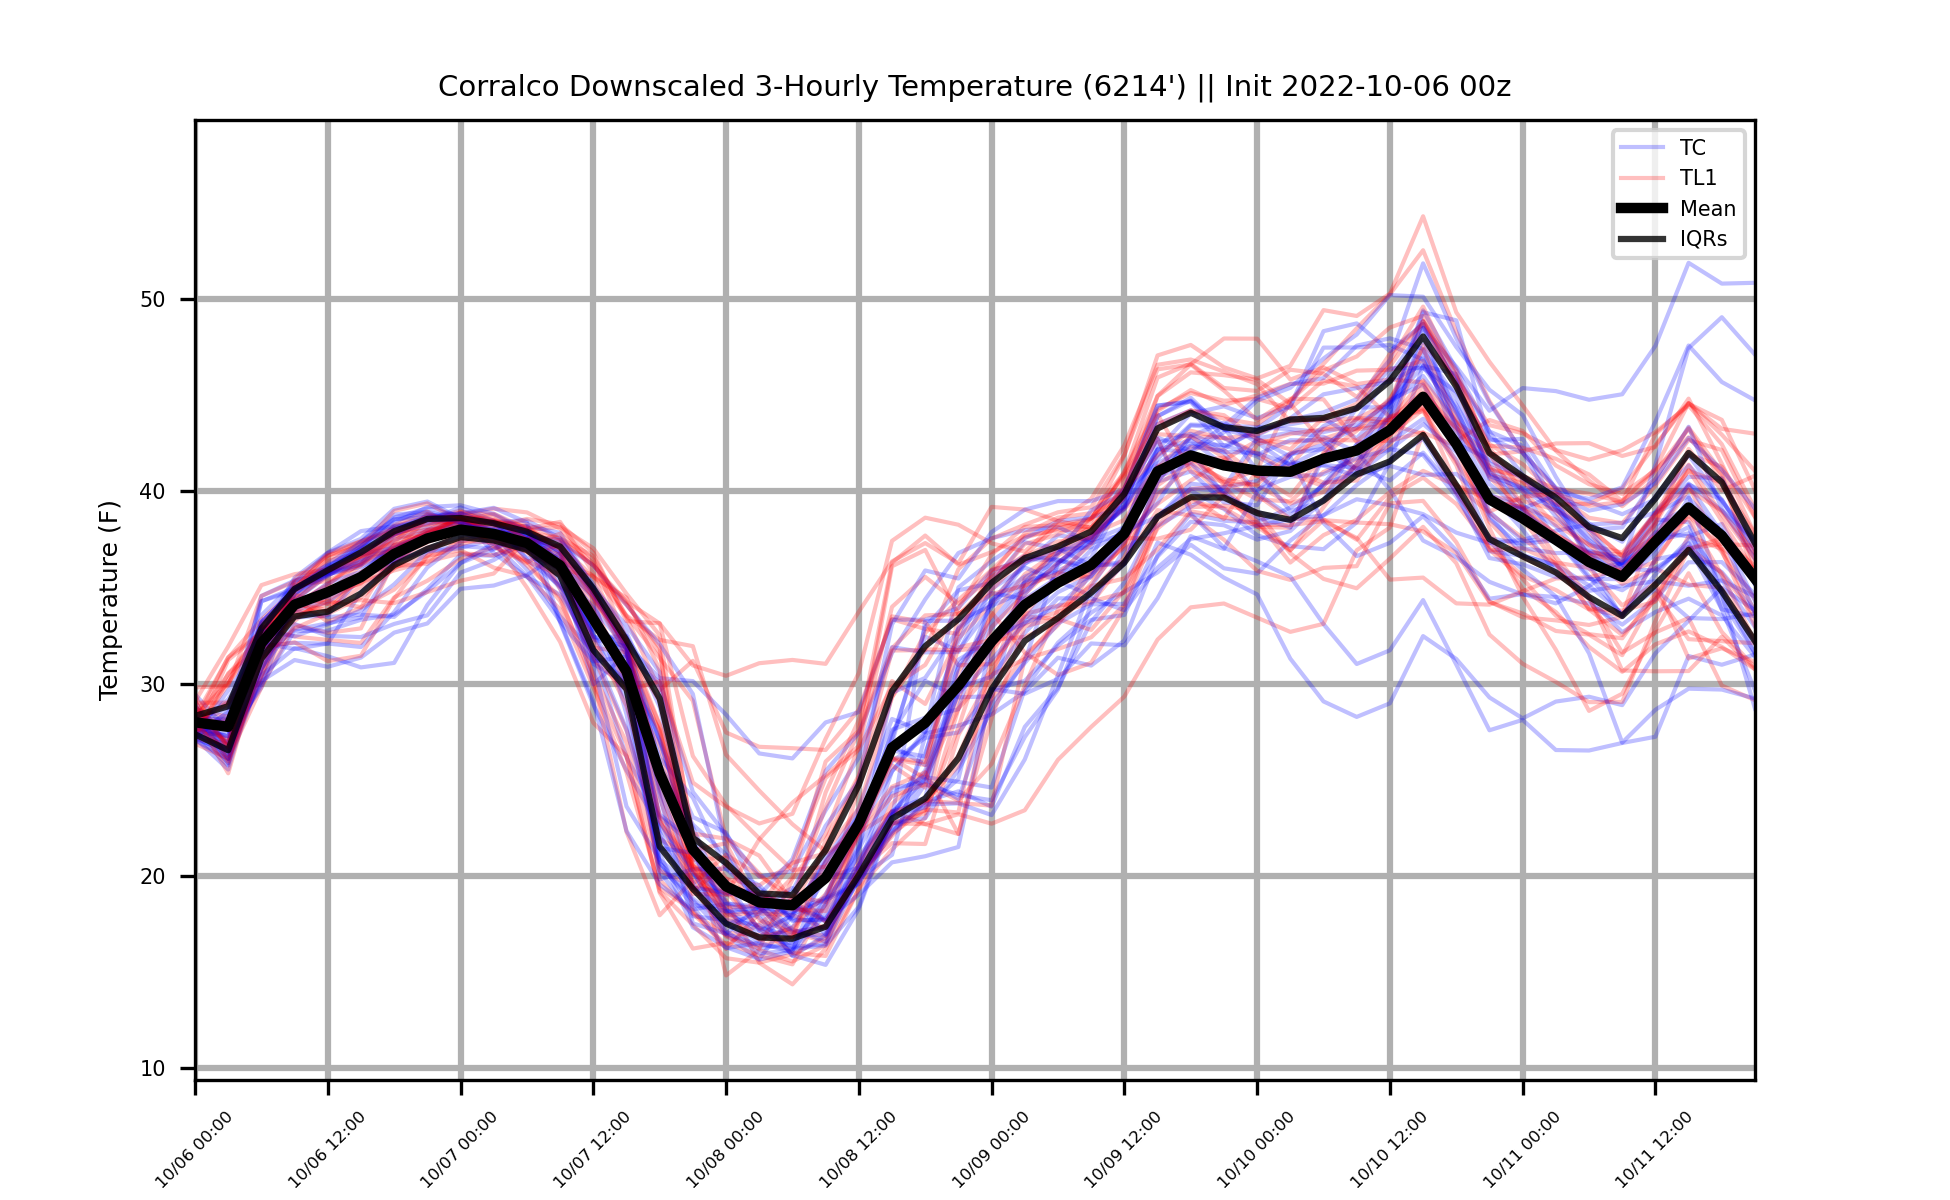 Corralco Downscaled 3-Hourly Temperature (6214') || Init 2022-10-06 00z
TC
TL1
Mean
IQRs
Temperature (F)
50
40
30
20
10
10/06 00:00
10/06 12:00
10/07 00:00
10/07 12:00
10/08 00:00
10/08 12:00
10/09 00:00
10/09 12:00
10/10 00:00
10/10 12:00
10/11 00:00
10/11 12:00